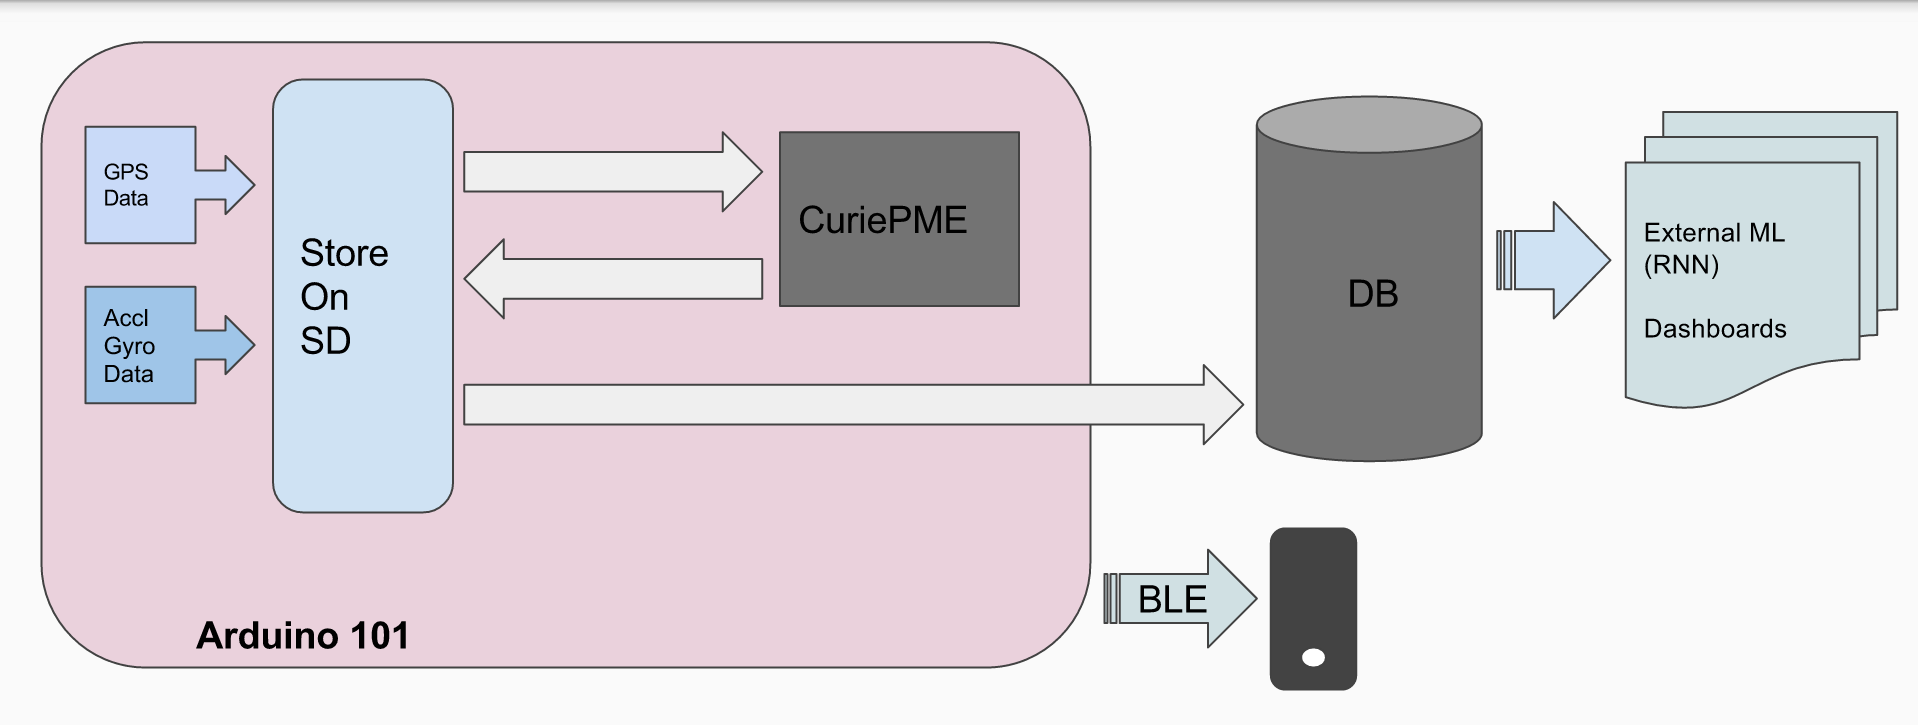 GPS
Data
Accl
Gyro
Data
Store
On
SD
CuriePME
Arduino 101
DB
External ML
(RNN)
Dashboards
BLE